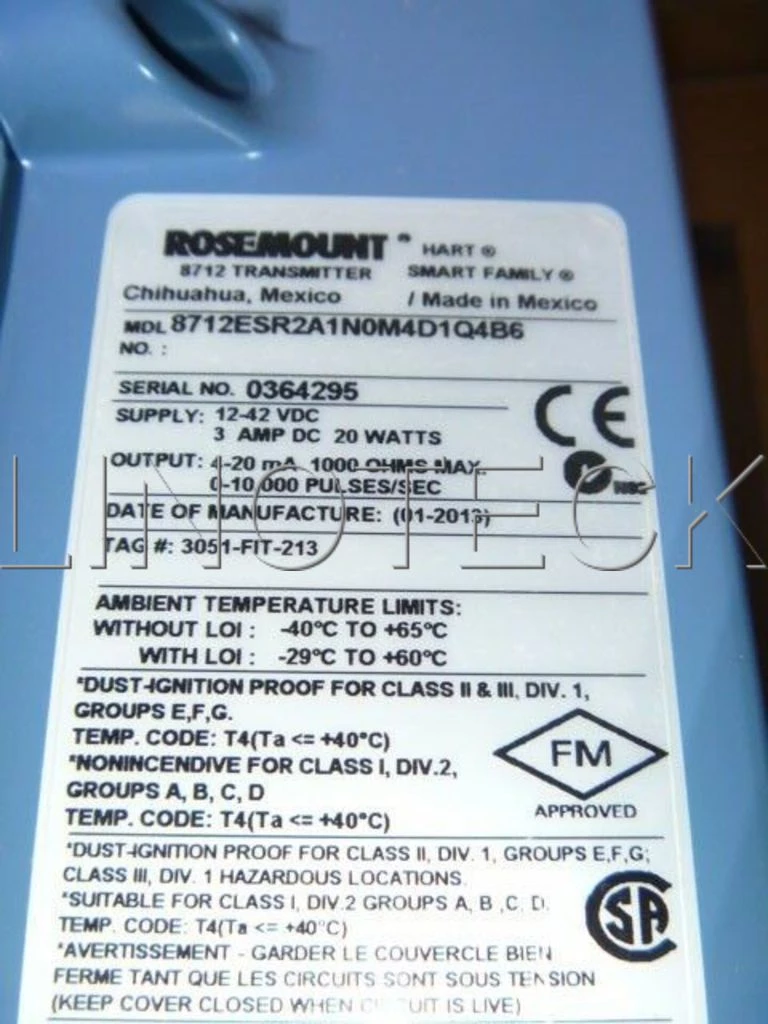 ROSEMOUNT ® HART ®
8712 TRANSMITTER SMART FAMILY ®
Chihuahua, Mexico / Made in Mexico
MDL 8712ESR2A1N0M4D1Q4B6
NO. :
SERIAL NO. 0364295
SUPPLY: 12-42 VDC
3 AMP DC 20 WATTS
CE
OUTPUT: 4-20 mA 1000 OHMS MAX.
0-10,000 PULSES/SEC
DATE OF MANUFACTURE: (01-2013)
LINOTECK
TAG #: 3051-FIT-213
AMBIENT TEMPERATURE LIMITS:
WITHOUT LOI : -40°C TO +65°C
WITH LOI : -29°C TO +60°C
*DUST-IGNITION PROOF FOR CLASS II & III, DIV. 1,
GROUPS E,F,G.
TEMP. CODE: T4(Ta <= +40°C)
*NONINCENDIVE FOR CLASS I, DIV.2,
GROUPS A, B, C, D
TEMP. CODE: T4(Ta <= +40°C)
FM
APPROVED
*DUST-IGNITION PROOF FOR CLASS II, DIV. 1, GROUPS E,F,G;
CLASS III, DIV. 1 HAZARDOUS LOCATIONS.
*SUITABLE FOR CLASS I, DIV.2 GROUPS A, B ,C, D.
TEMP. CODE: T4(Ta <= +40°C)
SA
*AVERTISSEMENT - GARDER LE COUVERCLE BIEN
FERME TANT QUE LES CIRCUITS SONT SOUS TENSION
(KEEP COVER CLOSED WHEN CIRCUIT IS LIVE)